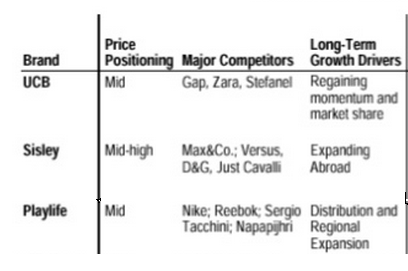 Price Long-Term
Brand Positioning Major Competitors Growth Drivers
UCB Mid Gap, Zara, Stefanel Regaining
momentum and
market share
Sisley Mid-high Max&Co.; Versus, Expanding
D&G, Just Cavalli Abroad
Playlife Mid Nike; Reebok; Sergio Distribution and
Tacchini; Napapijhri Regional
Expansion